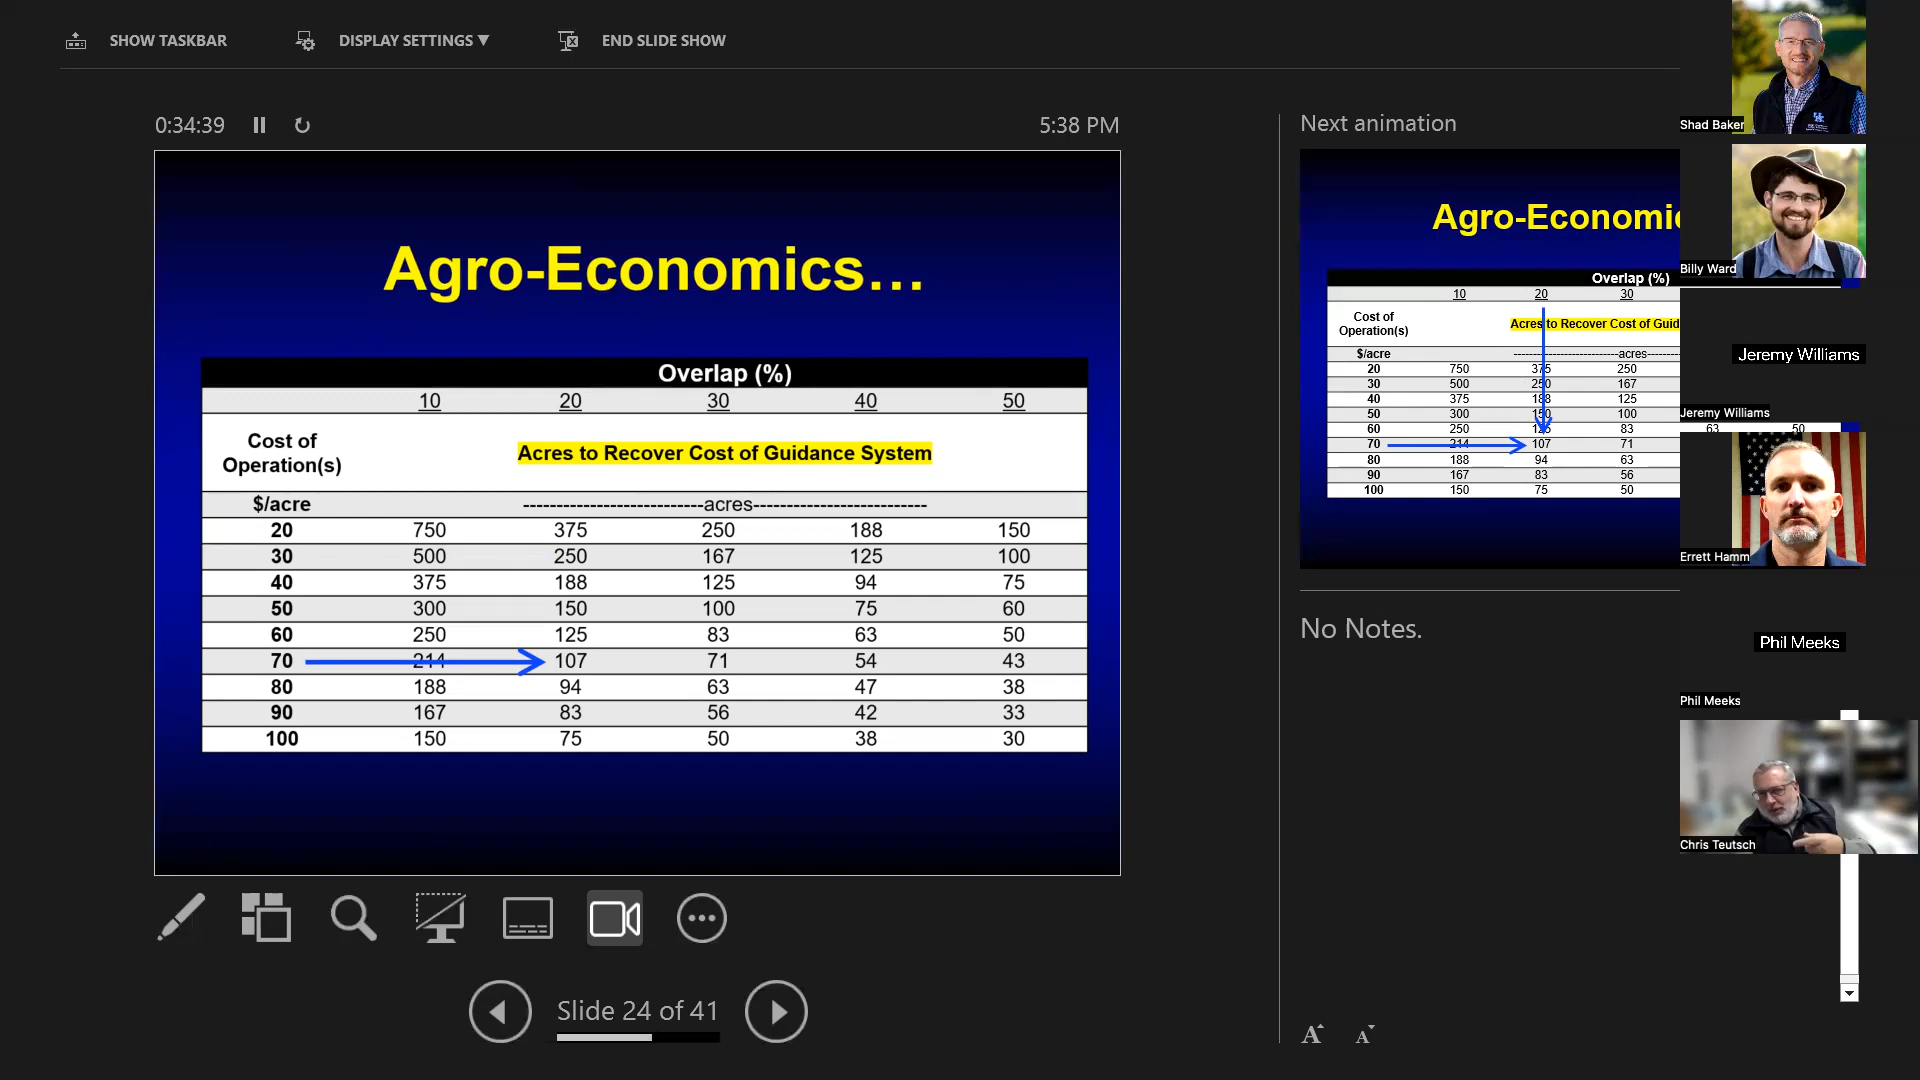 SHOW TASKBAR
DISPLAY SETTINGS ▼
END SLIDE SHOW
0:34:39
5:38 PM
Agro-Economics…
Overlap (%)
10 20 30 40 50
Cost of
Operation(s)
Acres to Recover Cost of Guidance System
$/acre ----------------------------acres---------------------------
20 750 375 250 188 150
30 500 250 167 125 100
40 375 188 125 94 75
50 300 150 100 75 60
60 250 125 83 63 50
70 214 107 71 54 43
80 188 94 63 47 38
90 167 83 56 42 33
100 150 75 50 38 30
Slide 24 of 41
Next animation
Agro-Economic
Overlap (%)
10 20 30
Cost of
Operation(s)
Acres to Recover Cost of Guid
$/acre ----------------------------acres--------
20 750 375 250
30 500 250 167
40 375 188 125
50 300 150 100
60 250 125 83 63 50
70 214 107 71
80 188 94 63
90 167 83 56
100 150 75 50
No Notes.
A A
Shad Baker
Billy Ward
Jeremy Williams
Jeremy Williams
Errett Hamm
Phil Meeks
Phil Meeks
Chris Teutsch